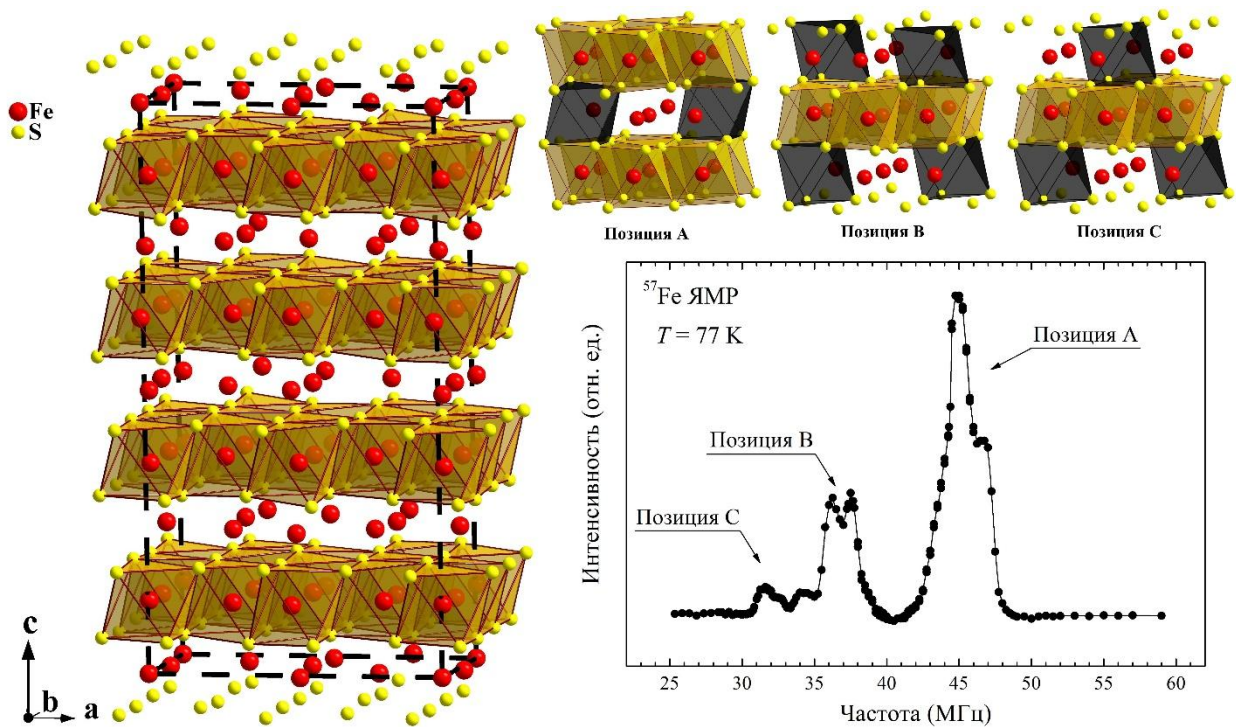 Fe
S
c
b
a
Позиция A
Позиция B
Позиция C
⁵⁷Fe ЯМР
T = 77 K
Позиция A
Позиция B
Позиция C
Интенсивность (отн. ед.)
25 30 35 40 45 50 55 60
Частота (МГц)